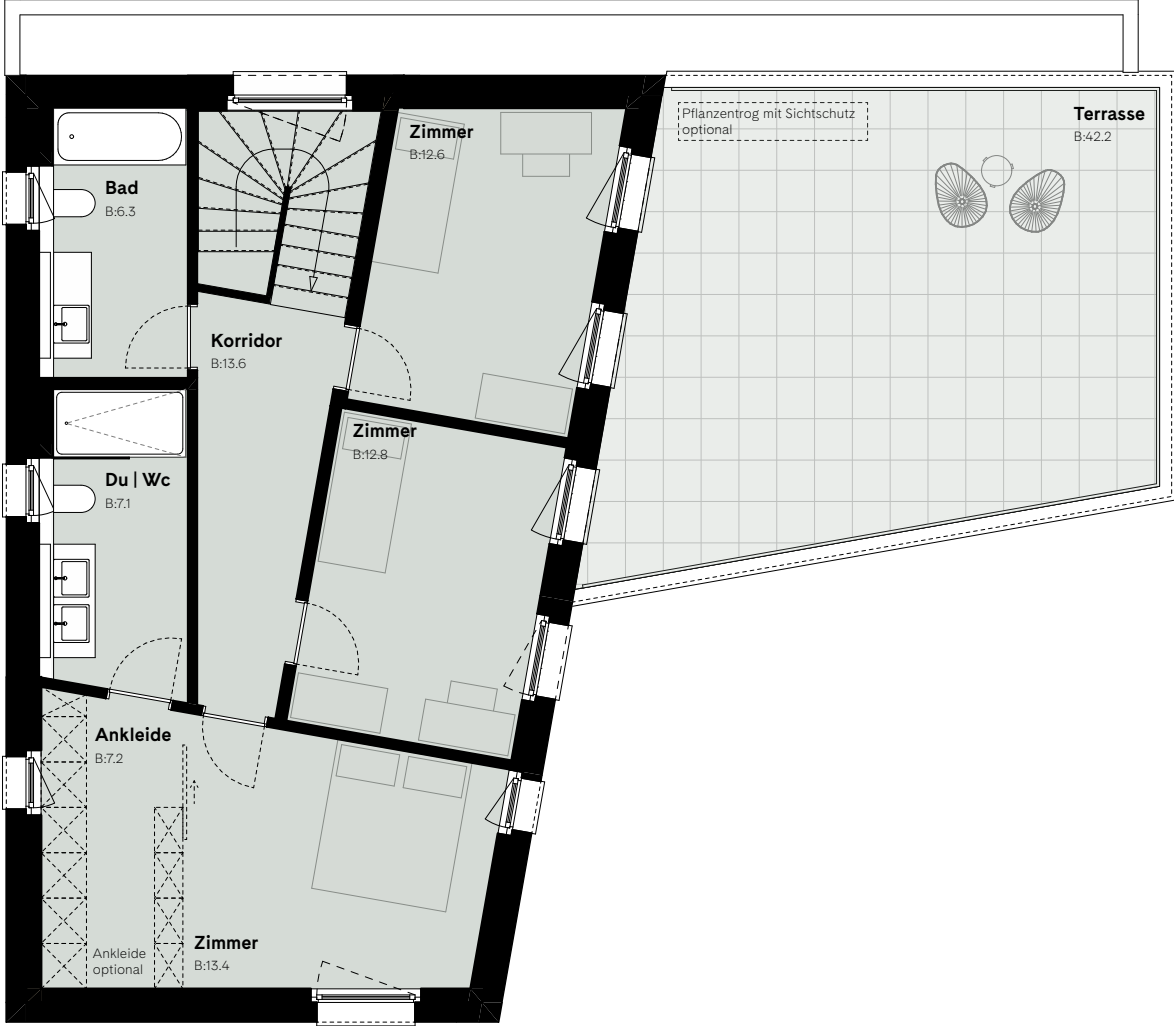 Zimmer
B:12.6
Pflanzentrog mit Sichtschutz
optional
Terrasse
B:42.2
Bad
B:6.3
Korridor
B:13.6
Zimmer
B:12.8
Du | Wc
B:7.1
Ankleide
B:7.2
Zimmer
B:13.4
Ankleide
optional